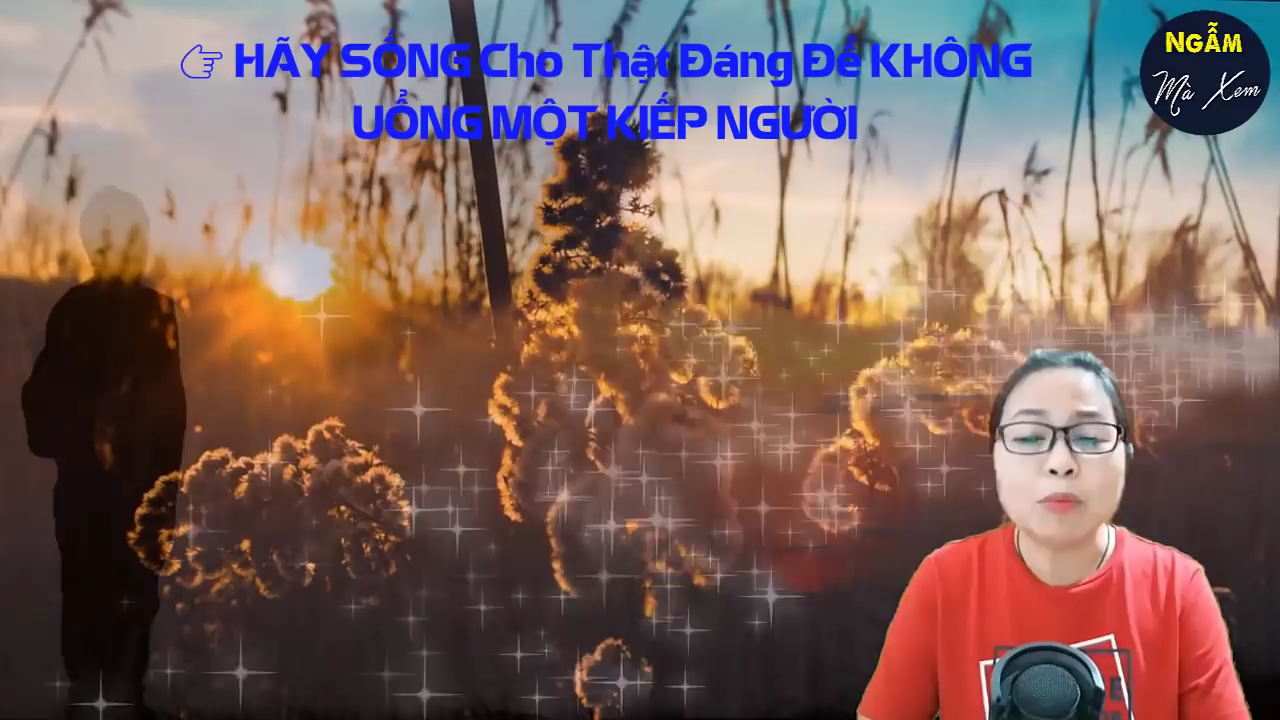 👉 HÃY SỐNG Cho Thật Đáng Để KHÔNG
UỔNG MỘT KIẾP NGƯỜI
NGẪM
Mà Xem